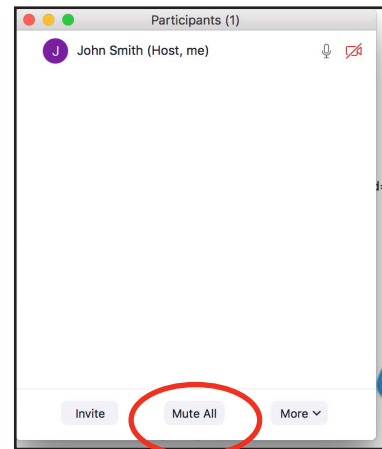 Participants (1)
J John Smith (Host, me)
Invite Mute All More